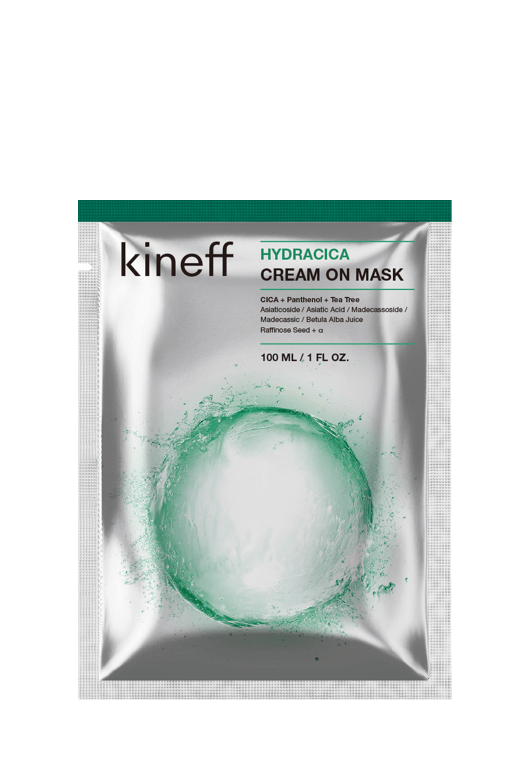 kineff
HYDRACICA
CREAM ON MASK
CICA + Panthenol + Tea Tree
Asiaticoside / Asiatic Acid / Madecassoside /
Madecassic / Betula Alba Juice
Raffinose Seed + α
100 ML / 1 FL OZ.